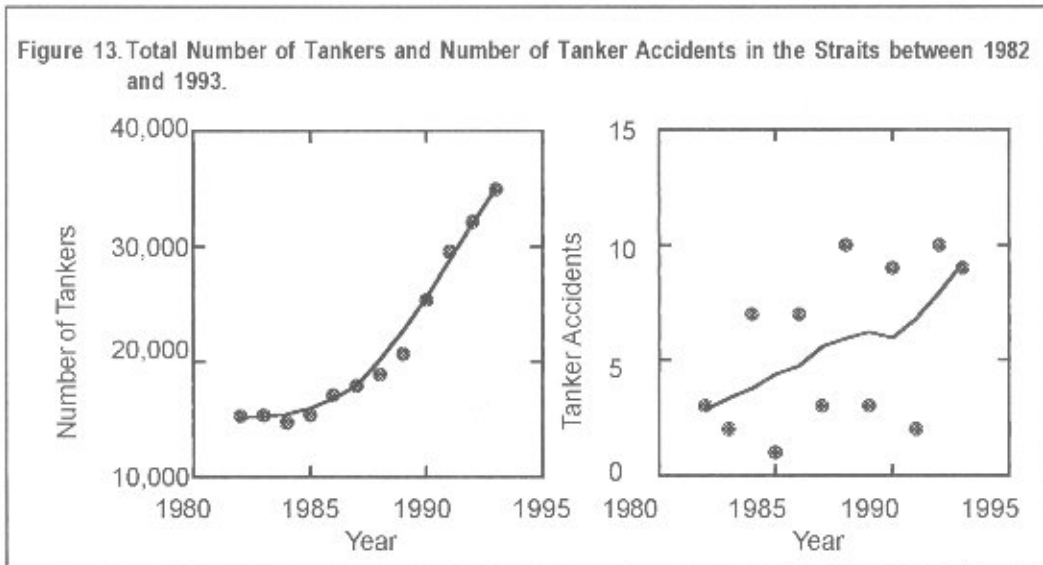 Figure 13. Total Number of Tankers and Number of Tanker Accidents in the Straits between 1982
and 1993.
40,000
30,000
20,000
10,000
Number of Tankers
1980 1985 1990 1995
Year
15
10
5
0
Tanker Accidents
1980 1985 1990 1995
Year